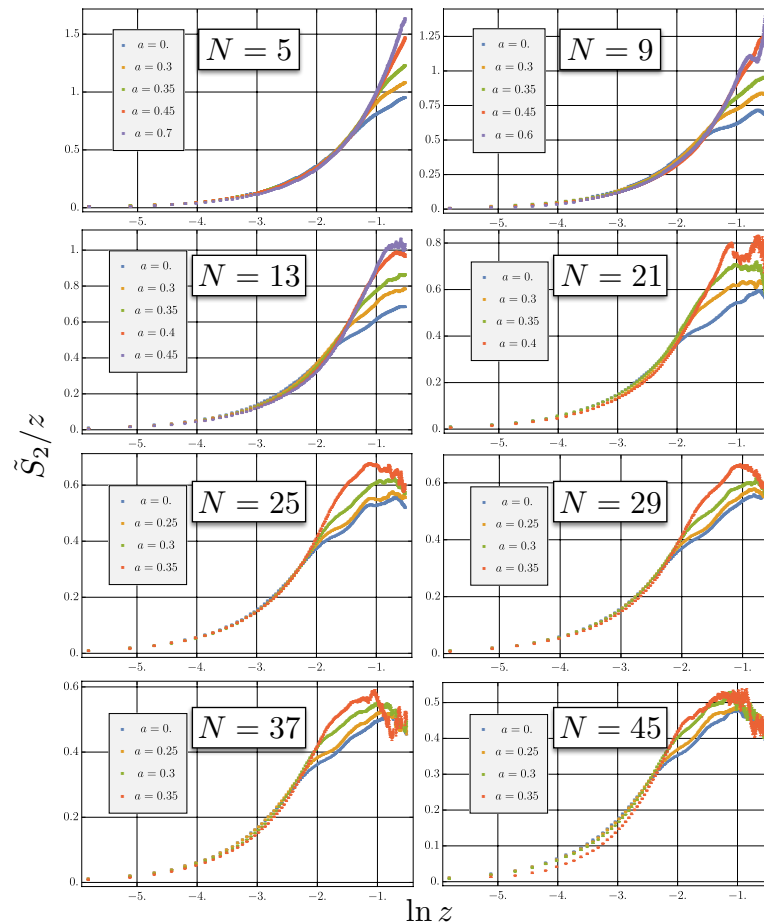 N = 5
a = 0.
a = 0.3
a = 0.35
a = 0.45
a = 0.7
1.5
1.
0.5
0.
-5.
-4.
-3.
-2.
-1.
N = 9
a = 0.
a = 0.3
a = 0.35
a = 0.45
a = 0.6
1.25
1.
0.75
0.5
0.25
0.
-5.
-4.
-3.
-2.
-1.
N = 13
a = 0.
a = 0.3
a = 0.35
a = 0.4
a = 0.45
1.
0.8
0.6
0.4
0.2
0.
-5.
-4.
-3.
-2.
-1.
N = 21
a = 0.
a = 0.3
a = 0.35
a = 0.4
0.8
0.6
0.4
0.2
0.
-5.
-4.
-3.
-2.
-1.
S̃₂/z
N = 25
a = 0.
a = 0.25
a = 0.3
a = 0.35
0.6
0.4
0.2
0.
-5.
-4.
-3.
-2.
-1.
N = 29
a = 0.
a = 0.25
a = 0.3
a = 0.35
0.6
0.4
0.2
0.
-5.
-4.
-3.
-2.
-1.
N = 37
a = 0.
a = 0.25
a = 0.3
a = 0.35
0.6
0.4
0.2
0.
-5.
-4.
-3.
-2.
-1.
N = 45
a = 0.
a = 0.25
a = 0.3
a = 0.35
0.5
0.4
0.3
0.2
0.1
0.
-5.
-4.
-3.
-2.
-1.
ln z